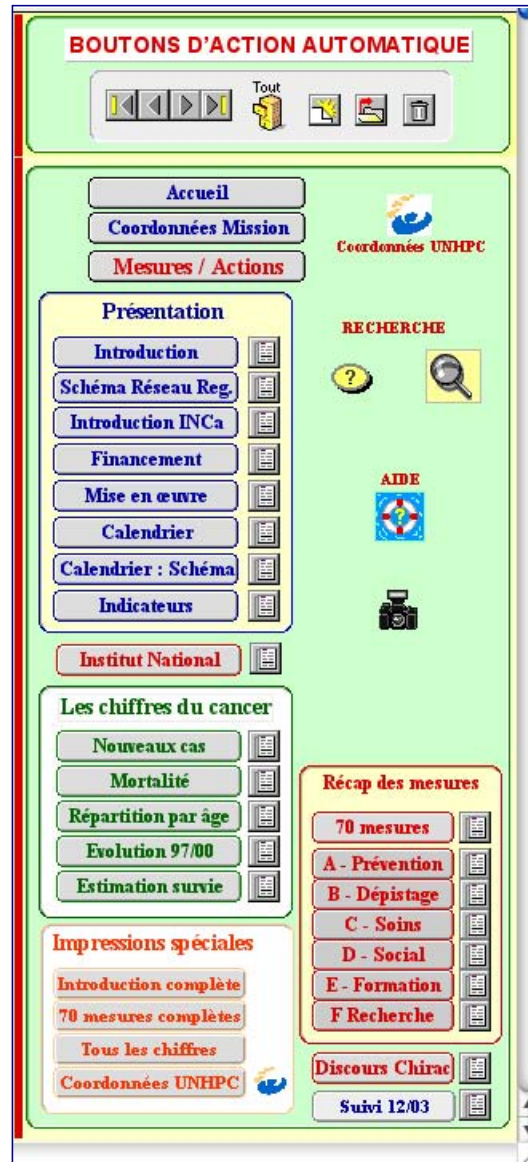 BOUTONS D'ACTION AUTOMATIQUE
Tout
Accueil
Coordonnées Mission
Mesures / Actions
Coordonnées UNHPC
Présentation
Introduction
Schéma Réseau Reg.
Introduction INCa
Financement
Mise en œuvre
Calendrier
Calendrier : Schéma
Indicateurs
RECHERCHE
?
AIDE
?
Institut National
Les chiffres du cancer
Nouveaux cas
Mortalité
Répartition par âge
Evolution 97/00
Estimation survie
Récap des mesures
70 mesures
A - Prévention
B - Dépistage
C - Soins
D - Social
E - Formation
F Recherche
Impressions spéciales
Introduction complète
70 mesures complètes
Tous les chiffres
Coordonnées UNHPC
Discours Chirac
Suivi 12/03